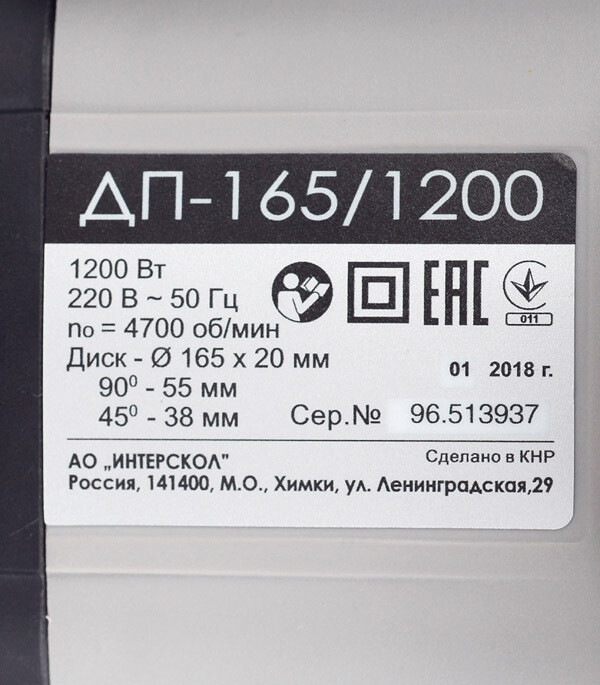 ДП-165/1200
1200 Вт
220 В ~ 50 Гц
no = 4700 об/мин
Диск - Ø 165 x 20 мм
90⁰ - 55 мм
45⁰ - 38 мм
EAC
011
01 2018 г.
Сер.№ 96.513937
АО „ИНТЕРСКОЛ"
Сделано в КНР
Россия, 141400, М.О., Химки, ул. Ленинградская,29